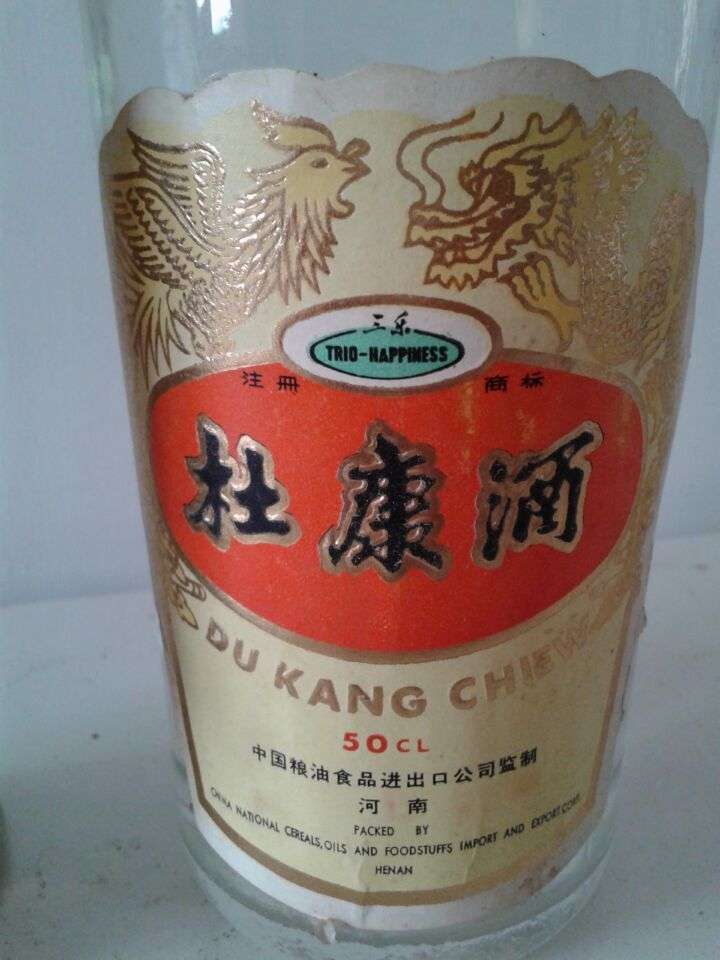 三乐
TRIO-HAPPINESS
注册 商标
杜康酒
DU KANG CHIEW
50CL
中国粮油食品进出口公司监制
河南
PACKED BY
CHINA NATIONAL CEREALS,OILS AND FOODSTUFFS IMPORT AND EXPORT CORP.
HENAN